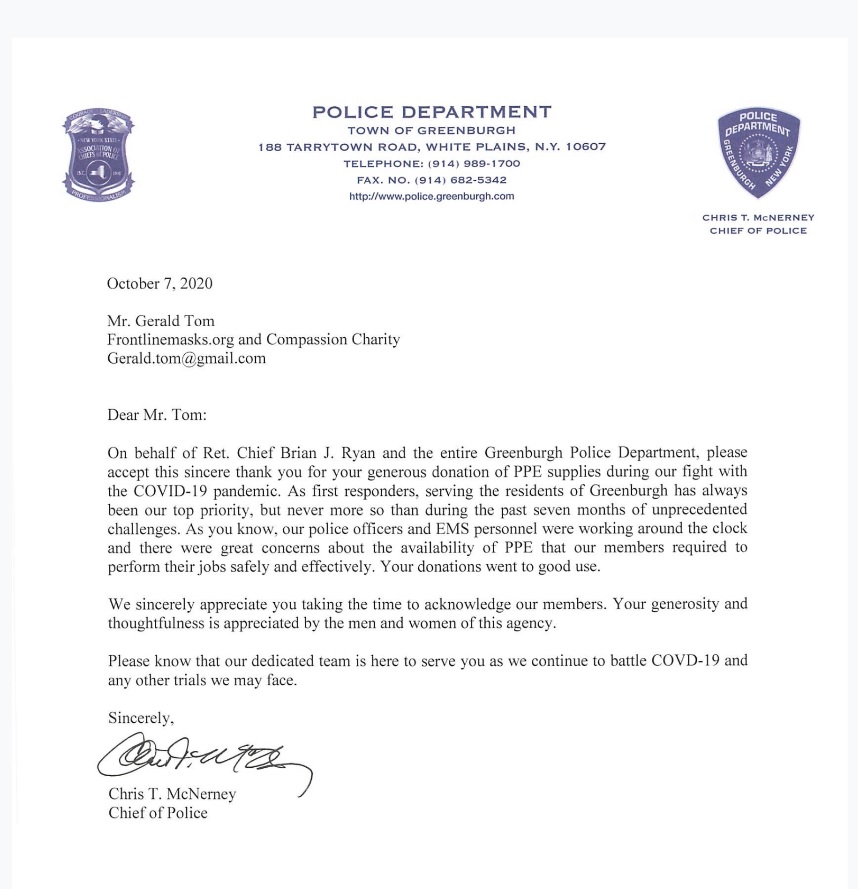 POLICE DEPARTMENT
TOWN OF GREENBURGH
188 TARRYTOWN ROAD, WHITE PLAINS, N.Y. 10607
TELEPHONE: (914) 989-1700
FAX. NO. (914) 682-5342
http://www.police.greenburgh.com
NEW YORK STATE
ASSOCIATION OF
CHIEFS OF POLICE
INC.
PROFESSIONALISM
POLICE
DEPARTMENT
GREENBURGH
NEW YORK
CHRIS T. McNERNEY
CHIEF OF POLICE
October 7, 2020
Mr. Gerald Tom
Frontlinemasks.org and Compassion Charity
Gerald.tom@gmail.com
Dear Mr. Tom:
On behalf of Ret. Chief Brian J. Ryan and the entire Greenburgh Police Department, please
accept this sincere thank you for your generous donation of PPE supplies during our fight with
the COVID-19 pandemic. As first responders, serving the residents of Greenburgh has always
been our top priority, but never more so than during the past seven months of unprecedented
challenges. As you know, our police officers and EMS personnel were working around the clock
and there were great concerns about the availability of PPE that our members required to
perform their jobs safely and effectively. Your donations went to good use.
We sincerely appreciate you taking the time to acknowledge our members. Your generosity and
thoughtfulness is appreciated by the men and women of this agency.
Please know that our dedicated team is here to serve you as we continue to battle COVD-19 and
any other trials we may face.
Sincerely,
Chris T. McNerney
Chief of Police